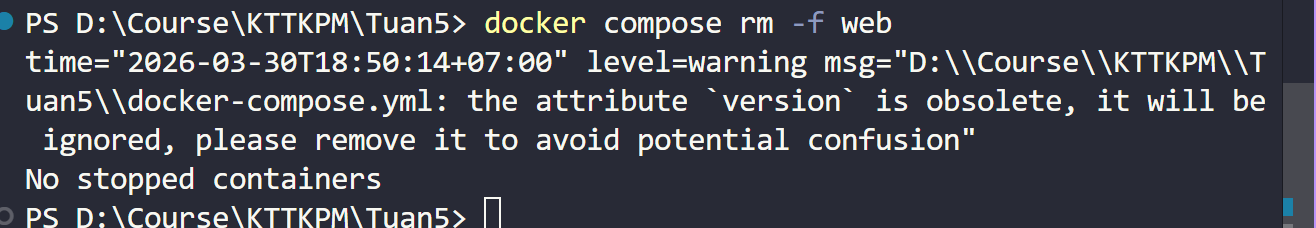 PS D:\Course\KTTKPM\Tuan5> docker compose rm -f web
time="2026-03-30T18:50:14+07:00" level=warning msg="D:\\Course\\KTTKPM\\T
uan5\\docker-compose.yml: the attribute `version` is obsolete, it will be
 ignored, please remove it to avoid potential confusion"
No stopped containers
PS D:\Course\KTTKPM\Tuan5>